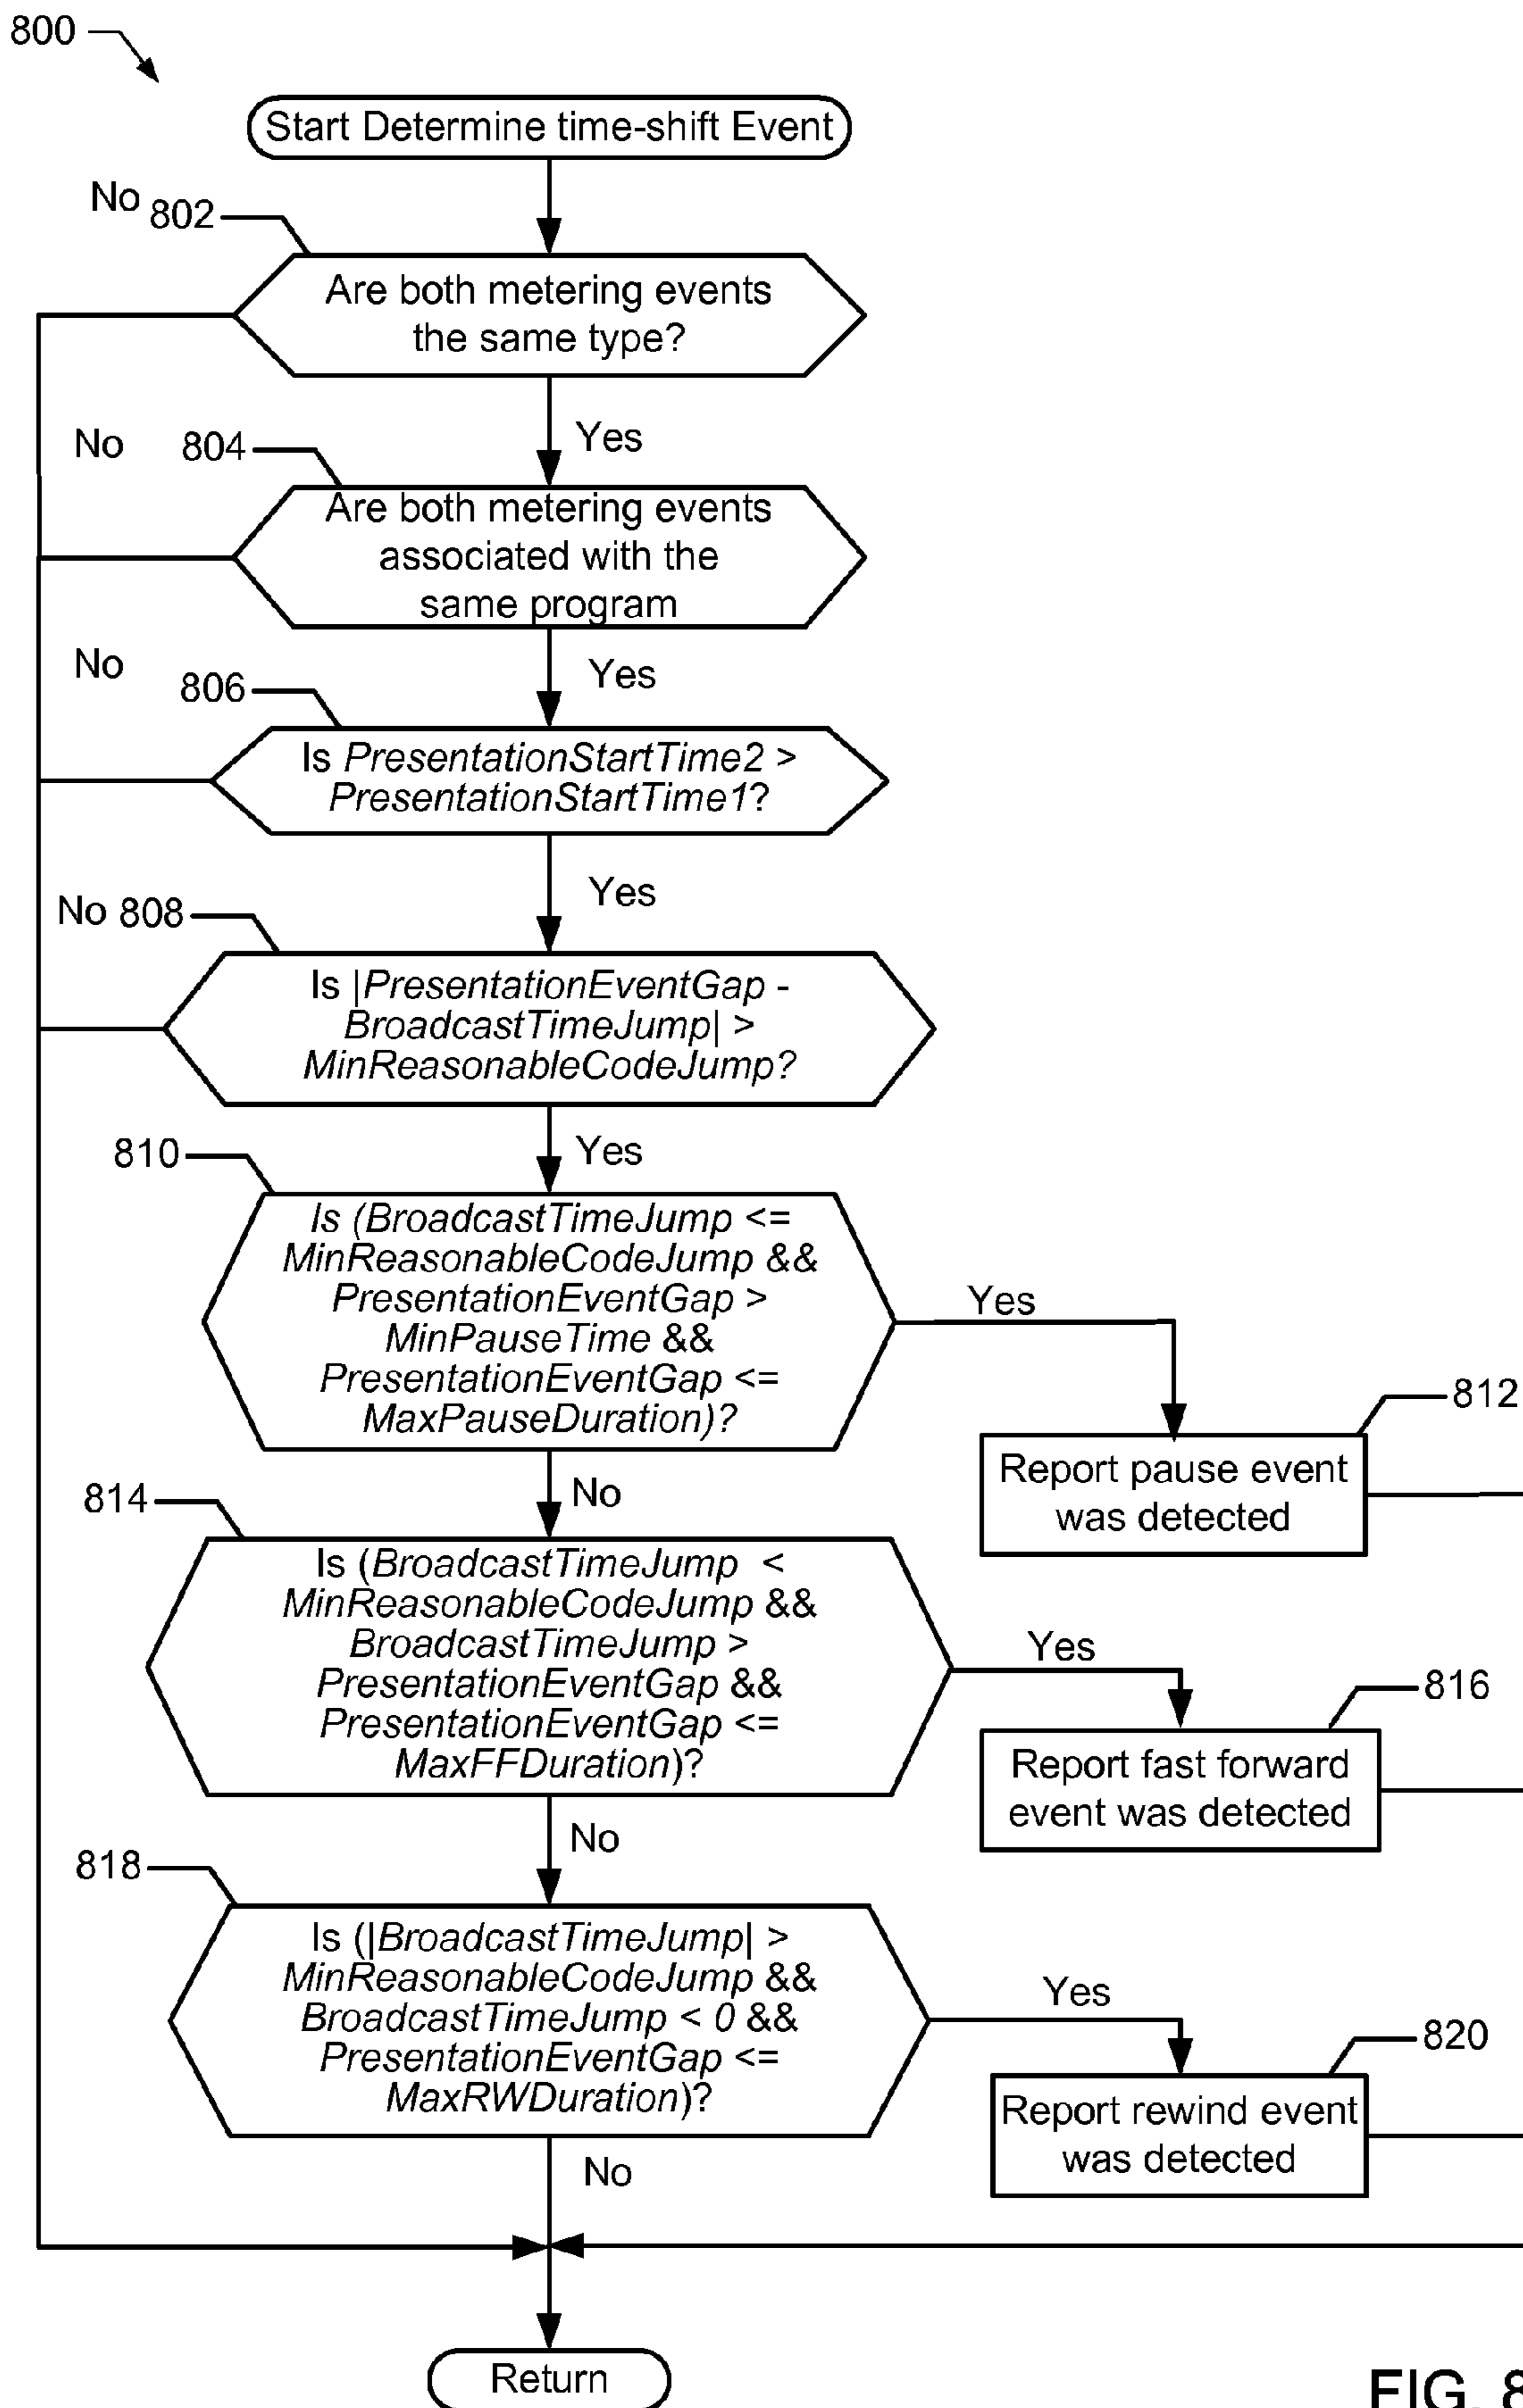 800
Start Determine time-shift Event
No 802
Are both metering events
the same type?
Yes
No 804
Are both metering events
associated with the
same program
Yes
No
806
Is PresentationStartTime2 >
PresentationStartTime1?
Yes
No 808
Is |PresentationEventGap -
BroadcastTimeJump| >
MinReasonableCodeJump?
Yes
810
Is (BroadcastTimeJump <=
MinReasonableCodeJump &&
PresentationEventGap >
MinPauseTime &&
PresentationEventGap <=
MaxPauseDuration)?
Yes
812
Report pause event
was detected
No
814
Is (BroadcastTimeJump <
MinReasonableCodeJump &&
BroadcastTimeJump >
PresentationEventGap &&
PresentationEventGap <=
MaxFFDuration)?
Yes
816
Report fast forward
event was detected
No
818
Is (|BroadcastTimeJump| >
MinReasonableCodeJump &&
BroadcastTimeJump < 0 &&
PresentationEventGap <=
MaxRWDuration)?
Yes
820
Report rewind event
was detected
No
Return
FIG. 8